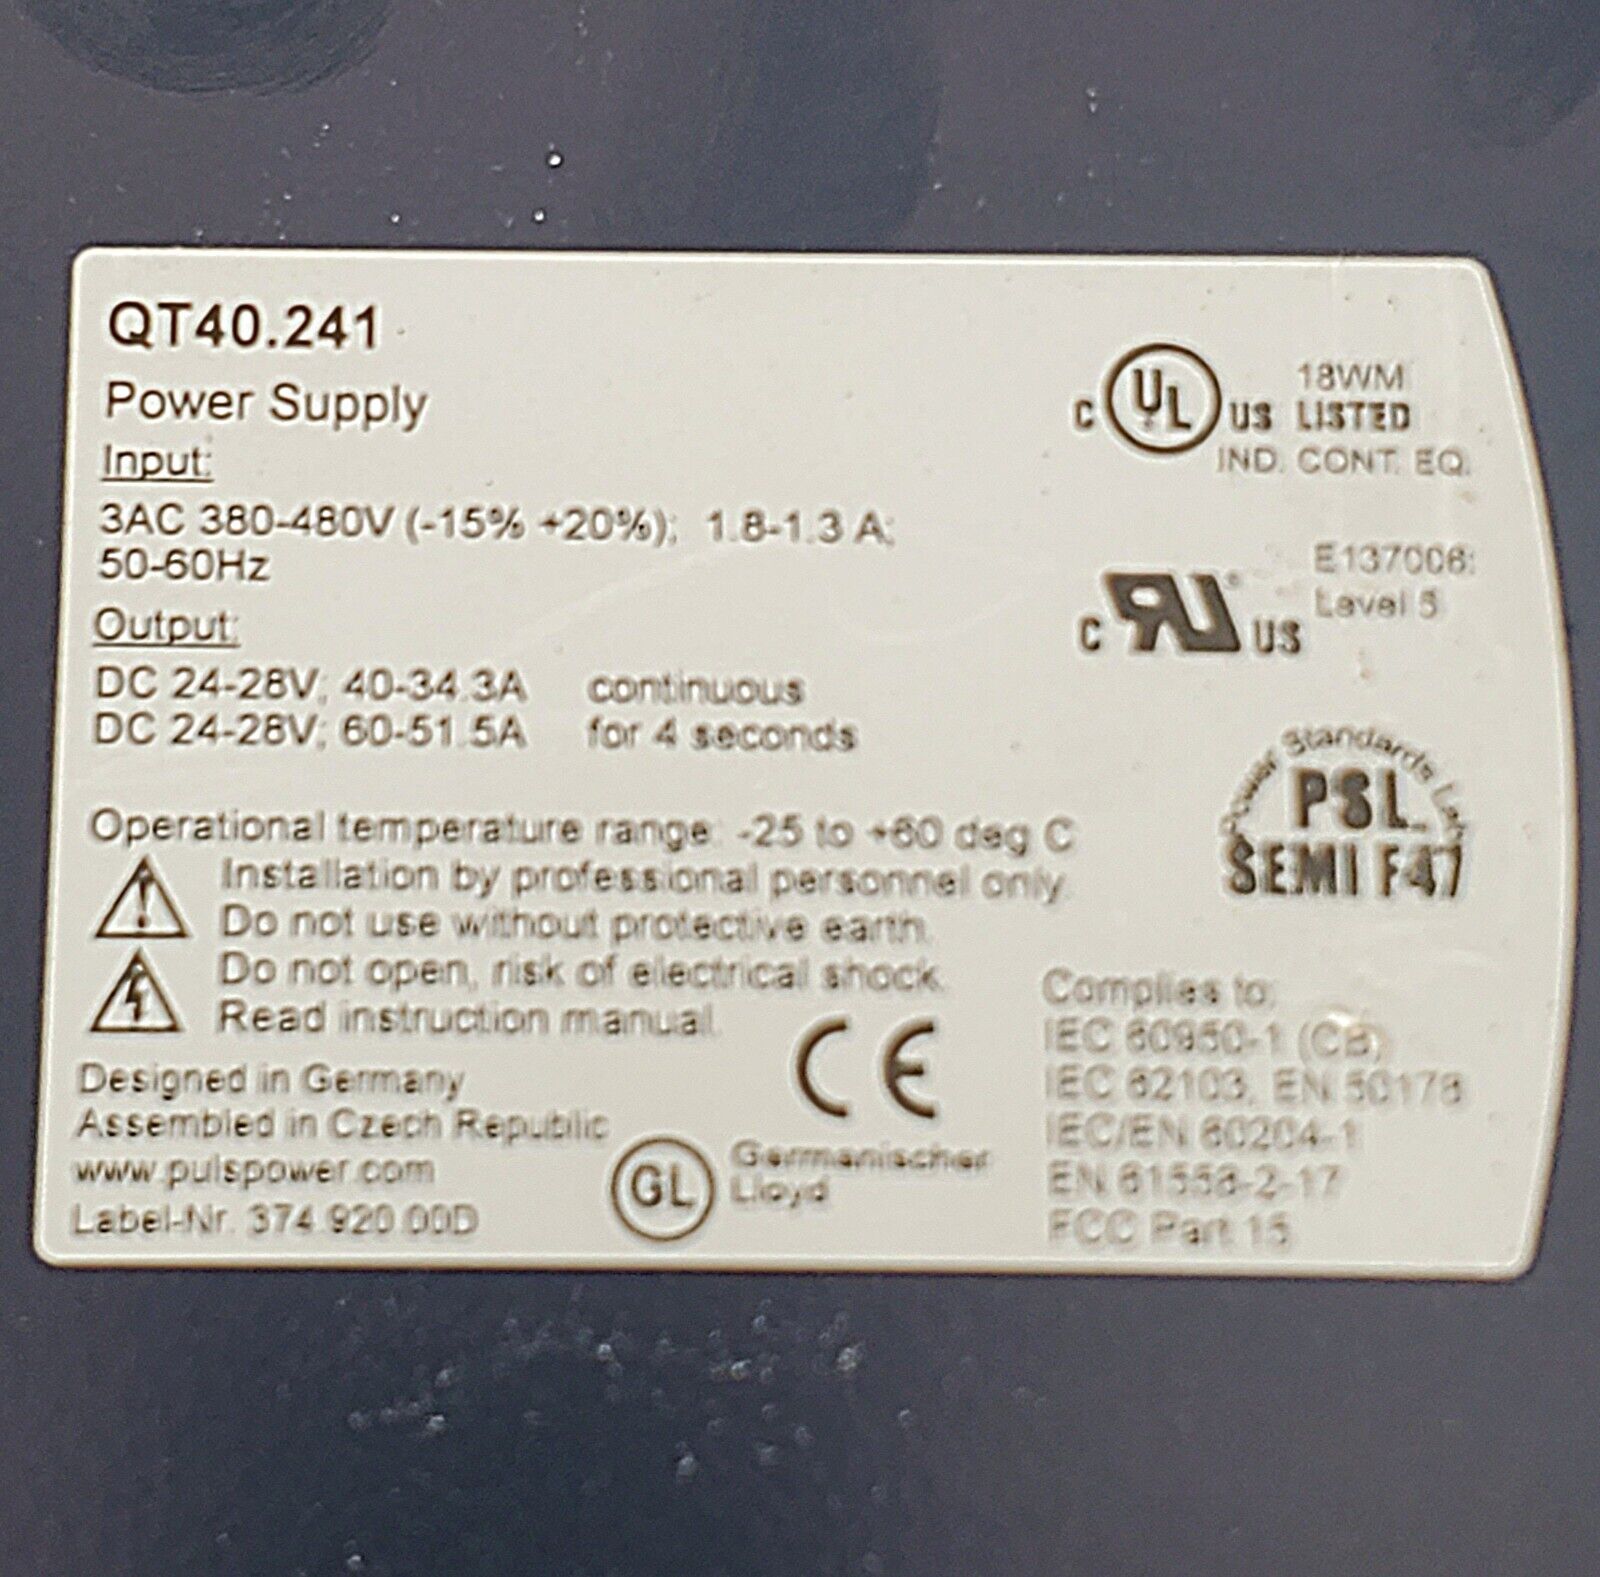 QT40.241
Power Supply
Input:
3AC 380-480V (-15% +20%); 1.8-1.3 A;
50-60Hz
Output:
DC 24-28V; 40-34.3A continuous
DC 24-28V; 60-51.5A for 4 seconds
Operational temperature range: -25 to +60 deg C
Installation by professional personnel only.
Do not use without protective earth.
Do not open, risk of electrical shock.
Read instruction manual.
Designed in Germany
Assembled in Czech Republic
www.pulspower.com
Label-Nr. 374.920.00D
CE
GL
Germanischer
Lloyd
C UL US 18WM
LISTED
IND. CONT. EQ.
C RU ® US E137006;
Level 5
Power Standards Lab
PSL
SEMI F47
Complies to:
IEC 60950-1 (CB)
IEC 62103, EN 50178
IEC/EN 60204-1
EN 61558-2-17
FCC Part 15